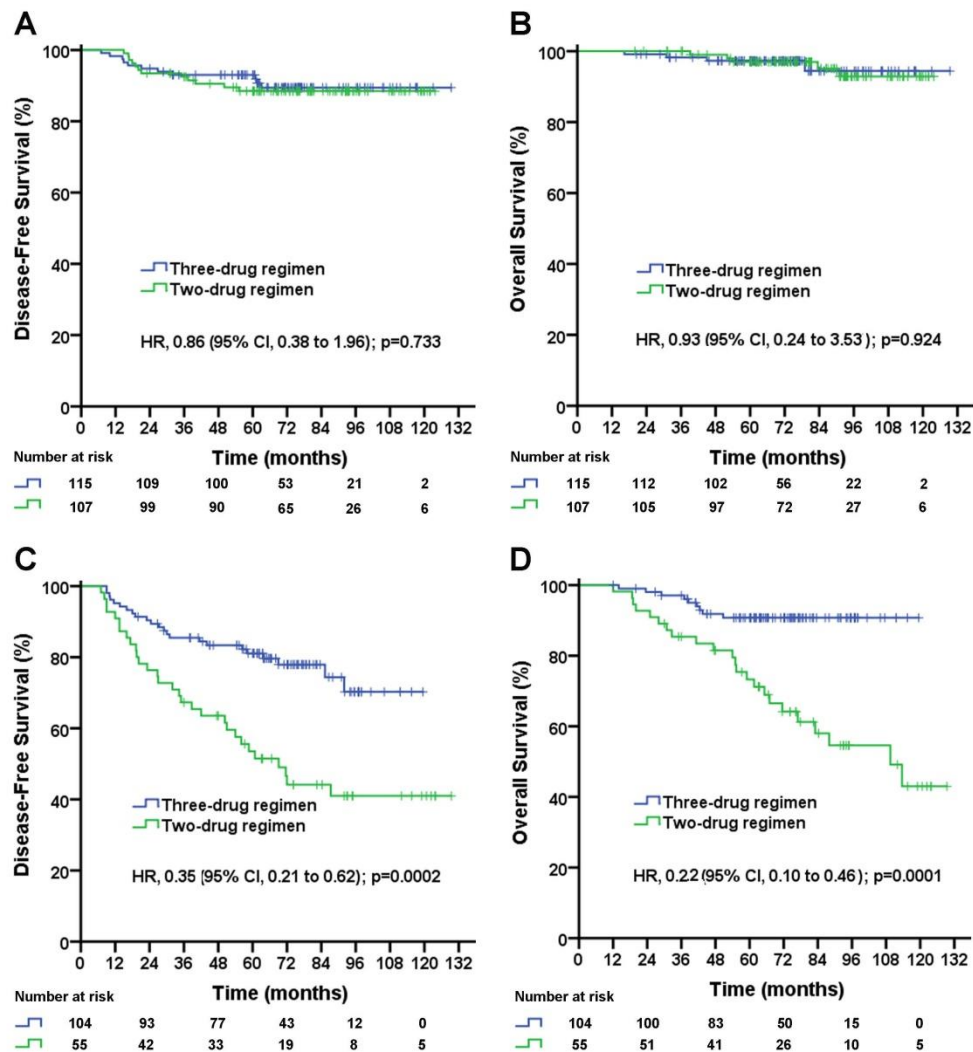 A
Disease-Free Survival (%)
100
80
60
40
20
0
Three-drug regimen
Two-drug regimen
HR, 0.86 (95% CI, 0.38 to 1.96); p=0.733
0 12 24 36 48 60 72 84 96 108 120 132
Time (months)
Number at risk
115 109 100 53 21 2
107 99 90 65 26 6
B
Overall Survival (%)
100
80
60
40
20
0
Three-drug regimen
Two-drug regimen
HR, 0.93 (95% CI, 0.24 to 3.53); p=0.924
0 12 24 36 48 60 72 84 96 108 120 132
Time (months)
Number at risk
115 112 102 56 22 2
107 105 97 72 27 6
C
Disease-Free Survival (%)
100
80
60
40
20
0
Three-drug regimen
Two-drug regimen
HR, 0.35 (95% CI, 0.21 to 0.62); p=0.0002
0 12 24 36 48 60 72 84 96 108 120 132
Time (months)
Number at risk
104 93 77 43 12 0
55 42 33 19 8 5
D
Overall Survival (%)
100
80
60
40
20
0
Three-drug regimen
Two-drug regimen
HR, 0.22 (95% CI, 0.10 to 0.46); p=0.0001
0 12 24 36 48 60 72 84 96 108 120 132
Time (months)
Number at risk
104 100 83 50 15 0
55 51 41 26 10 5